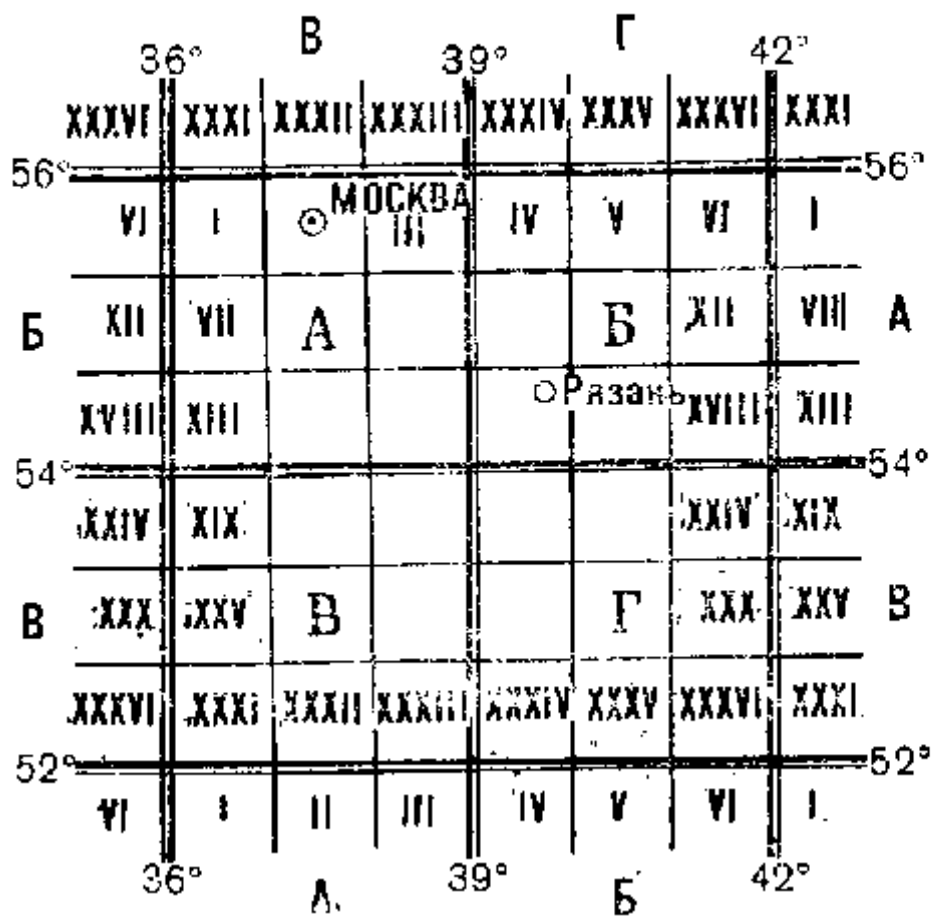 В Г
36° 39° 42°
XXXVI XXXI XXXII XXXIII XXXIV XXXV XXXVI XXXI
56° 56°
VI I МОСКВА III IV V VI I
Б XII VII А Б XII VIII А
Рязань
XVIII XIII XVIII XIII
54° 54°
XXIV XIX XXIV XIX
В XXX XXV В Г XXX XXV В
XXXVI XXXI XXXII XXXIII XXXIV XXXV XXXVI XXXI
52° 52°
VI I II III IV V VI I
36° 39° 42°
А Б